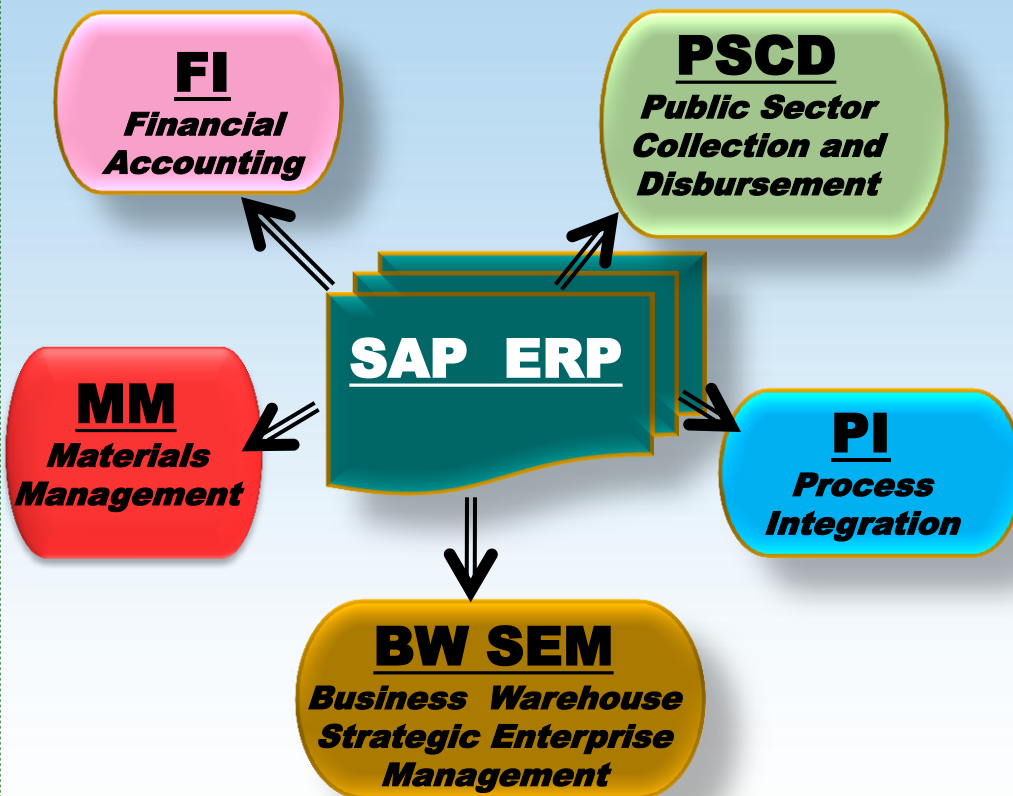 FI
Financial
Accounting
PSCD
Public Sector
Collection and
Disbursement
SAP ERP
MM
Materials
Management
PI
Process
Integration
BW SEM
Business Warehouse
Strategic Enterprise
Management